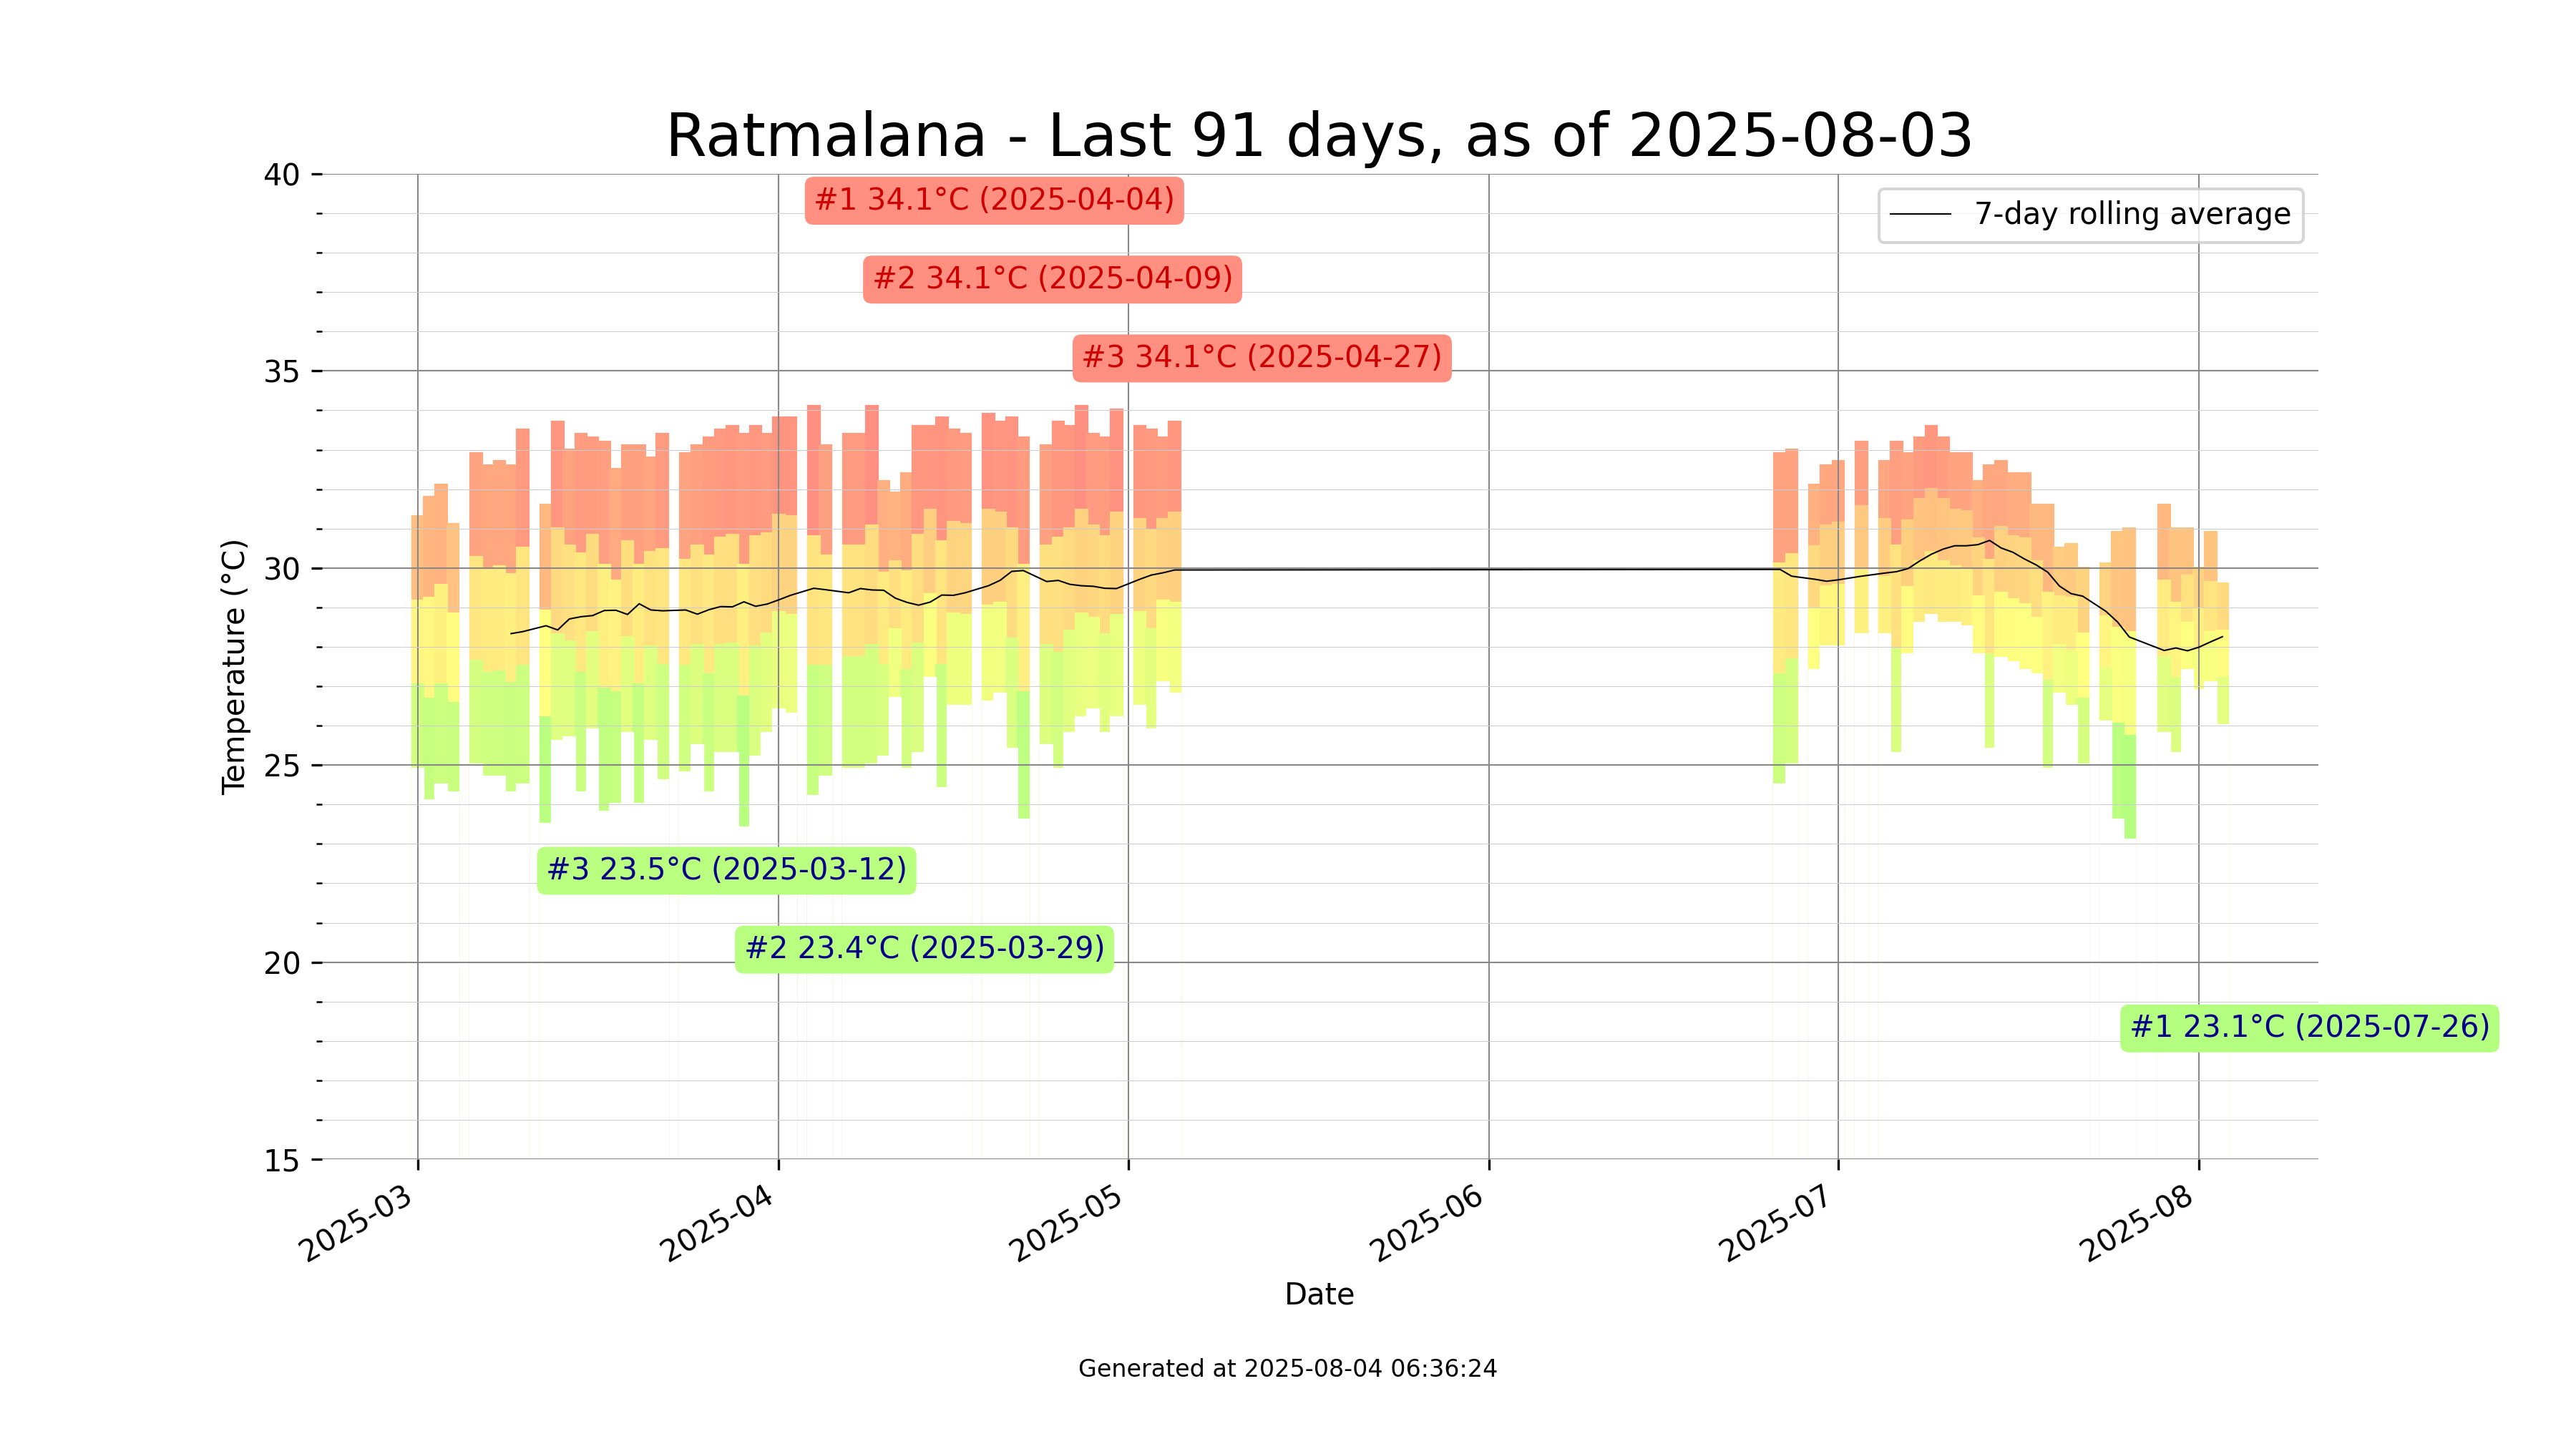 Ratmalana - Last 91 days, as of 2025-08-03
40
35
30
25
20
15
Temperature (°C)
#1 34.1°C (2025-04-04)
#2 34.1°C (2025-04-09)
#3 34.1°C (2025-04-27)
7-day rolling average
#3 23.5°C (2025-03-12)
#2 23.4°C (2025-03-29)
#1 23.1°C (2025-07-26)
2025-03
2025-04
2025-05
2025-06
2025-07
2025-08
Date
Generated at 2025-08-04 06:36:24